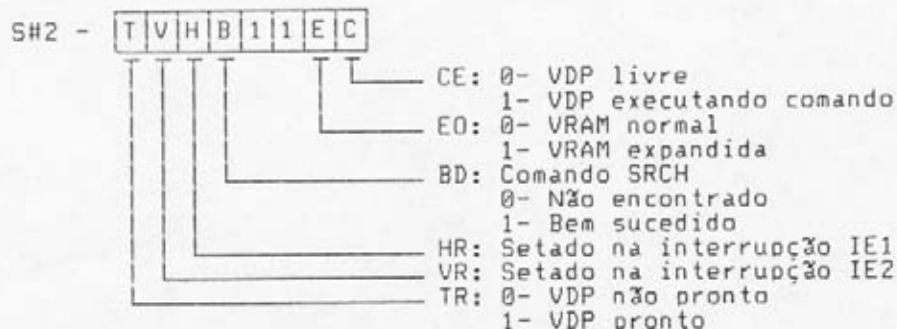 S#2 - T V H B 1 1 E C
CE: 0- VDP livre
1- VDP executando comando
EO: 0- VRAM normal
1- VRAM expandida
BD: Comando SRCH
0- Não encontrado
1- Bem sucedido
HR: Setado na interrupção IE1
VR: Setado na interrupção IE2
TR: 0- VDP não pronto
1- VDP pronto